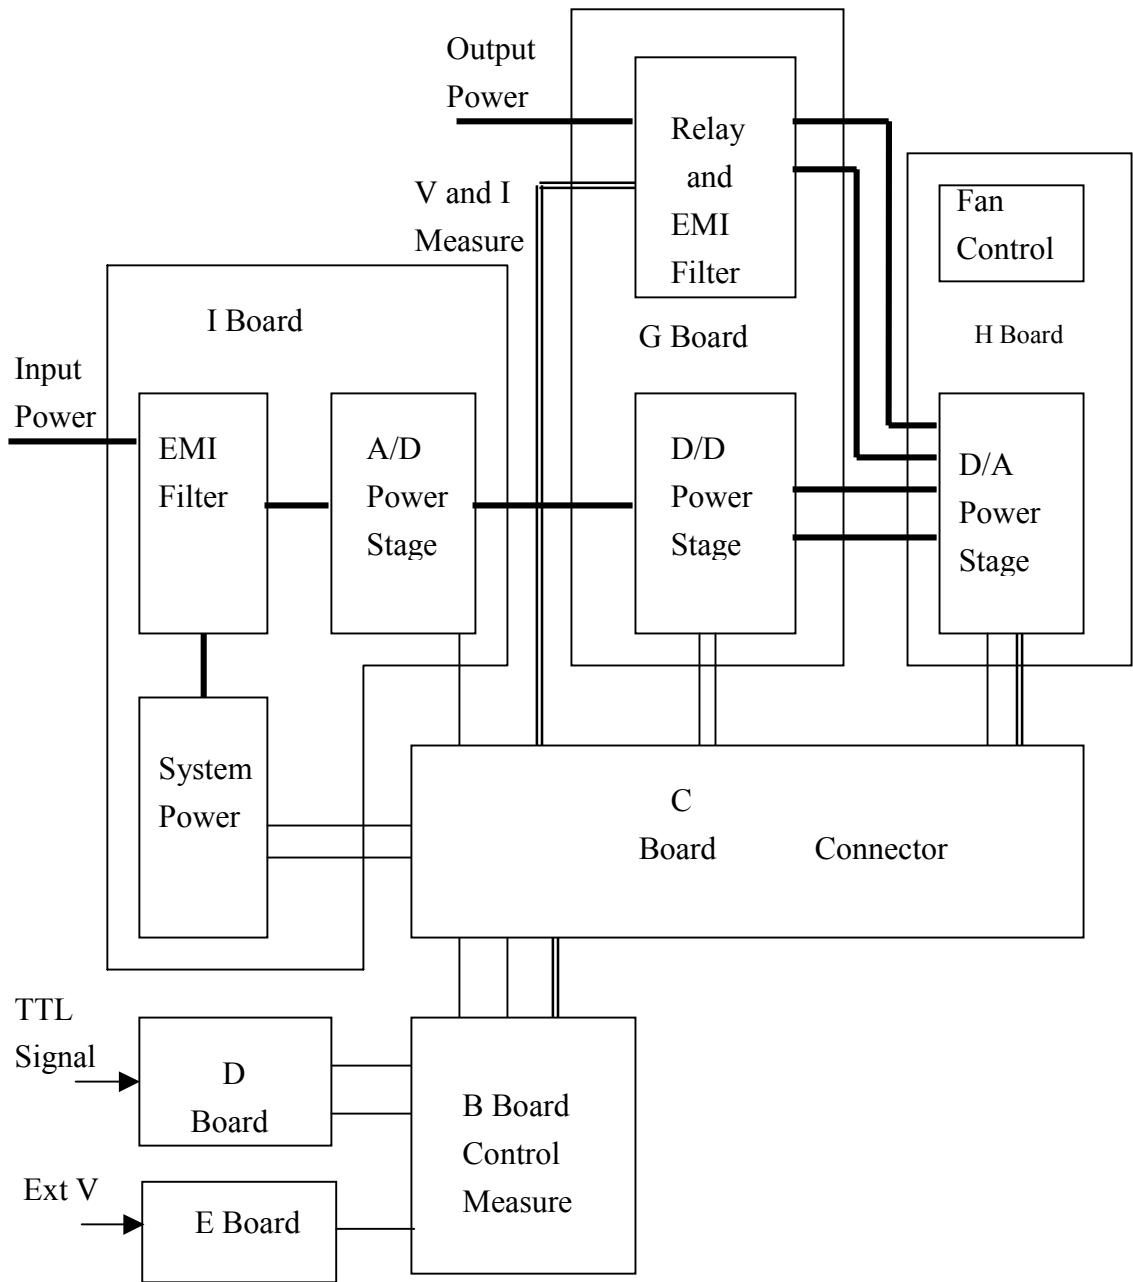 Output
Power
Relay
and
EMI
Filter
V and I
Measure
Fan
Control
I Board
G Board
H Board
Input
Power
EMI
Filter
A/D
Power
Stage
D/D
Power
Stage
D/A
Power
Stage
System
Power
C
Board Connector
TTL
Signal
D
Board
B Board
Control
Measure
Ext V
E Board